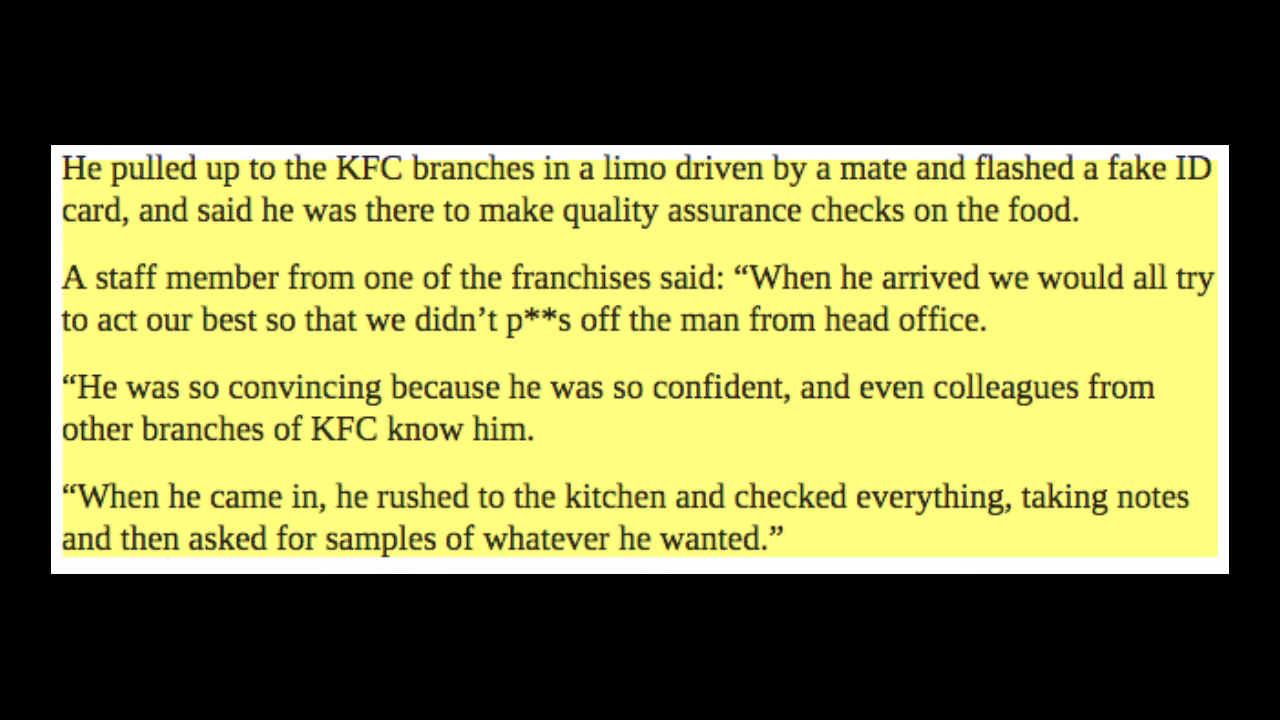 He pulled up to the KFC branches in a limo driven by a mate and flashed a fake ID
card, and said he was there to make quality assurance checks on the food.
A staff member from one of the franchises said: “When he arrived we would all try
to act our best so that we didn’t p**s off the man from head office.
“He was so convincing because he was so confident, and even colleagues from
other branches of KFC know him.
“When he came in, he rushed to the kitchen and checked everything, taking notes
and then asked for samples of whatever he wanted.”